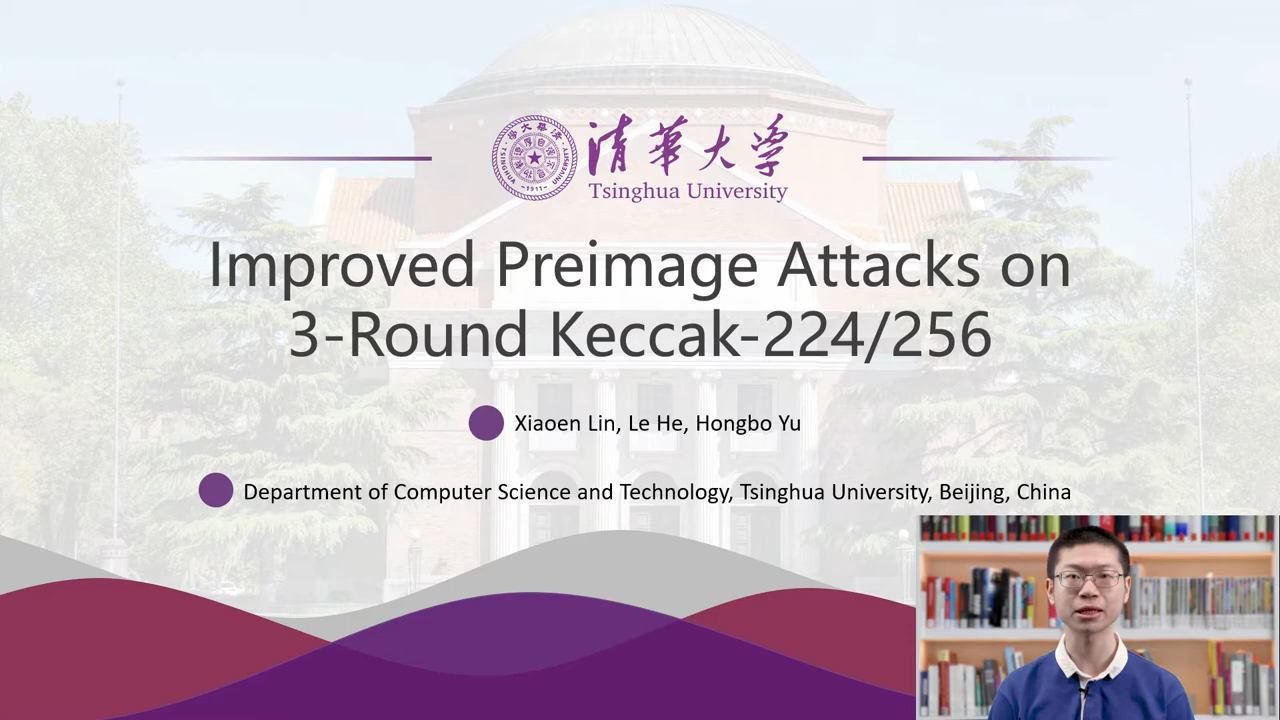 清華大学
Tsinghua University
Improved Preimage Attacks on
3-Round Keccak-224/256
Xiaoen Lin, Le He, Hongbo Yu
Department of Computer Science and Technology, Tsinghua University, Beijing, China